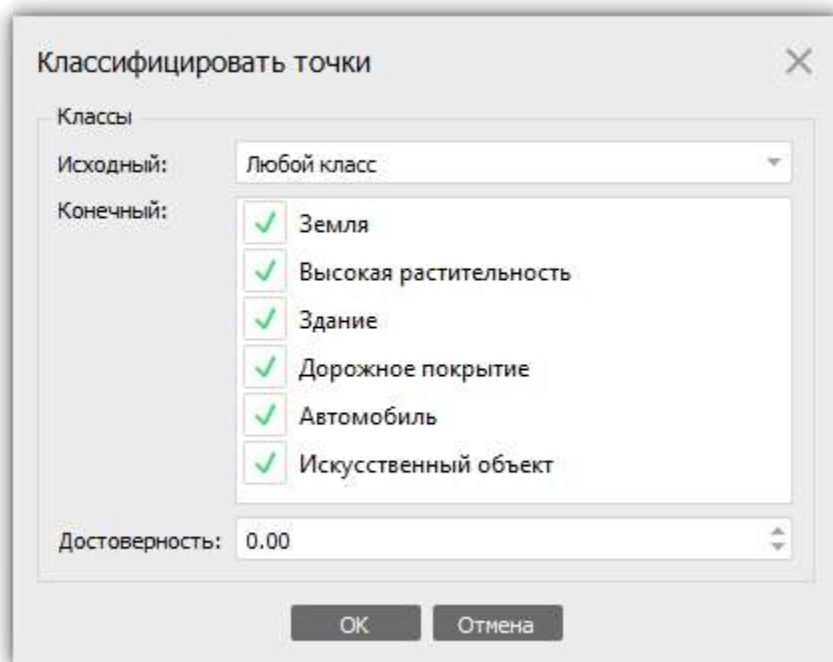 Классифицировать точки
Классы
Исходный: Любой класс
Конечный: Земля
Высокая растительность
Здание
Дорожное покрытие
Автомобиль
Искусственный объект
Достоверность: 0.00
OK Отмена